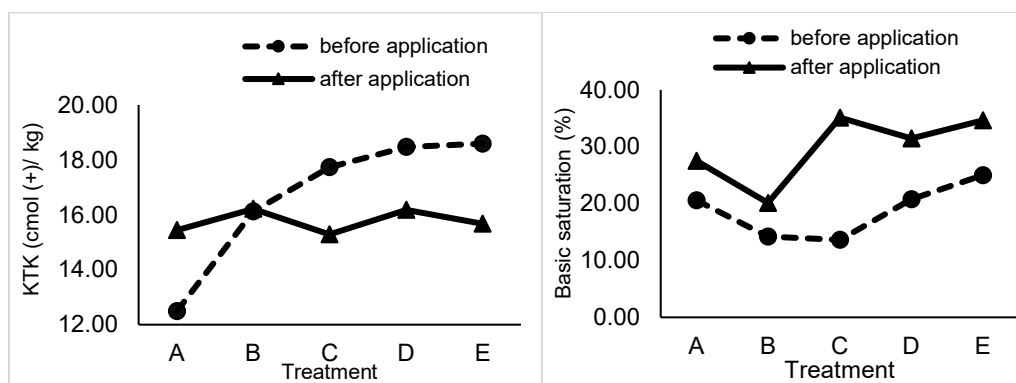 before application
after application
KTK (cmol (+)/ kg)
20.00
18.00
16.00
14.00
12.00
A B C D E
Treatment
before application
after application
Basic saturation (%)
40.00
30.00
20.00
10.00
0.00
A B C D E
Treatment